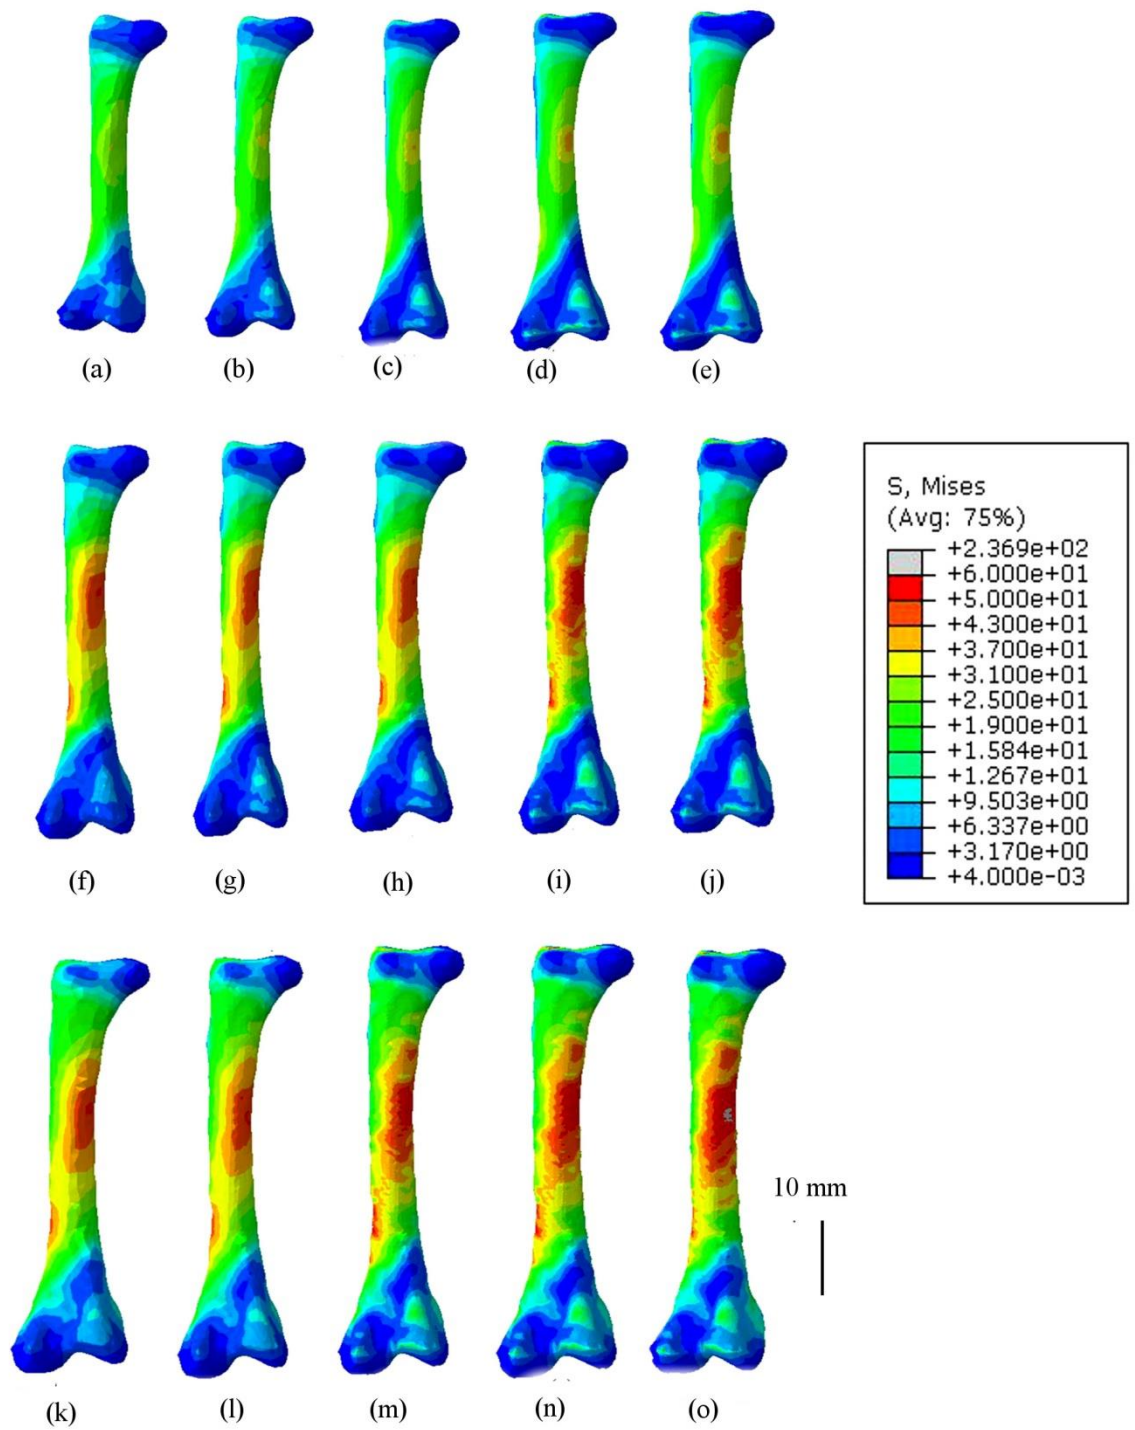 (a) (b) (c) (d) (e)
S, Mises
(Avg: 75%)
+2.369e+02
+6.000e+01
+5.000e+01
+4.300e+01
+3.700e+01
+3.100e+01
+2.500e+01
+1.900e+01
+1.584e+01
+1.267e+01
+9.503e+00
+6.337e+00
+3.170e+00
+4.000e-03
(f) (g) (h) (i) (j)
10 mm
(k) (l) (m) (n) (o)